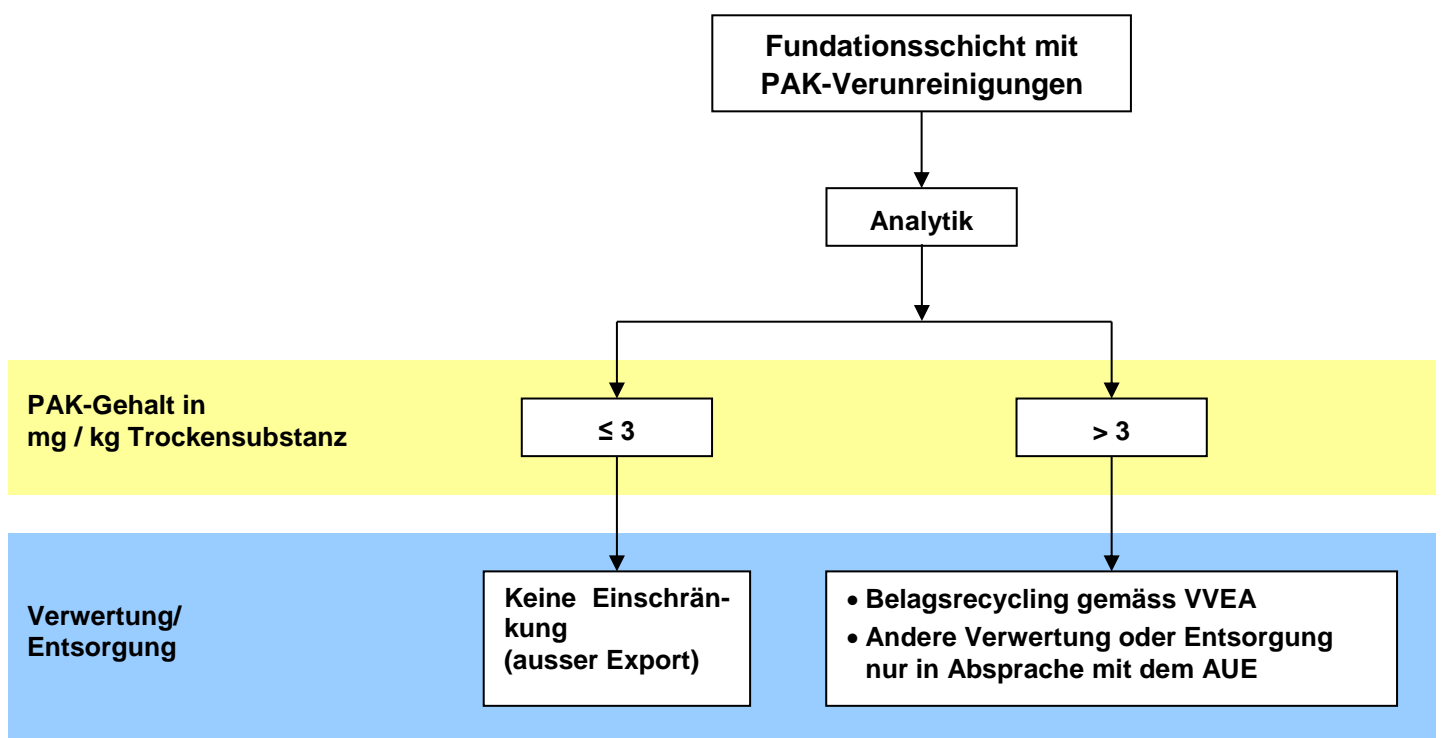 Fundationsschicht mit
PAK-Verunreinigungen
Analytik
PAK-Gehalt in
mg / kg Trockensubstanz
≤ 3
> 3
Verwertung/
Entsorgung
Keine Einschrän-
kung
(ausser Export)
• Belagsrecycling gemäss VVEA
• Andere Verwertung oder Entsorgung
nur in Absprache mit dem AUE